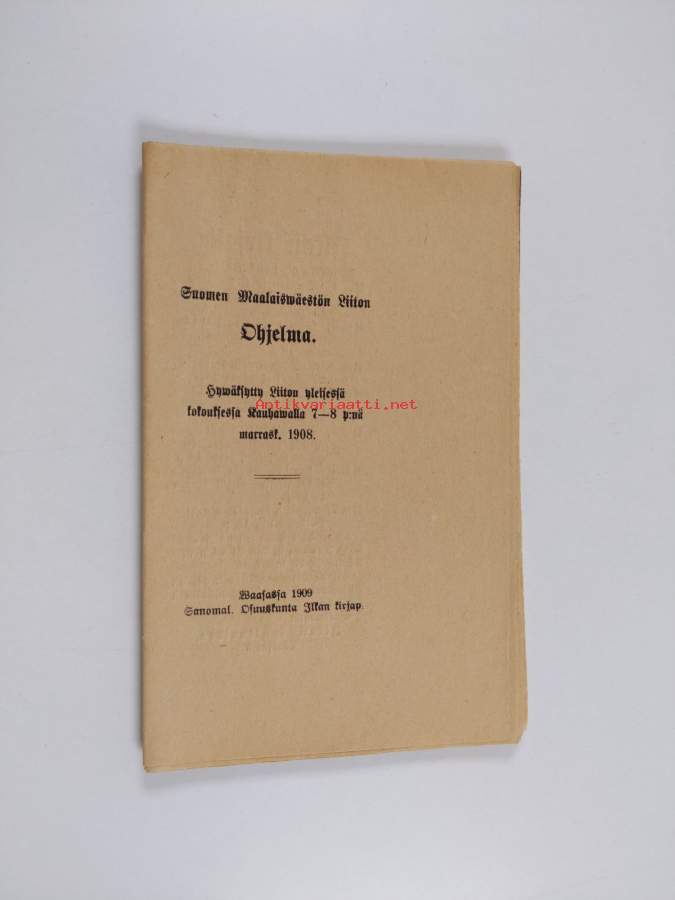 Suomen Maalaiswäestön Liiton
Ohjelma.
Hywäksytty Liiton yleisessä
kokouksessa Kauhawalla 7—8 p:nä
marrask. 1908.
Antikvariaatti.net
Waasassa 1909
Sanomal. Osuuskunta Ilkan kirjap.